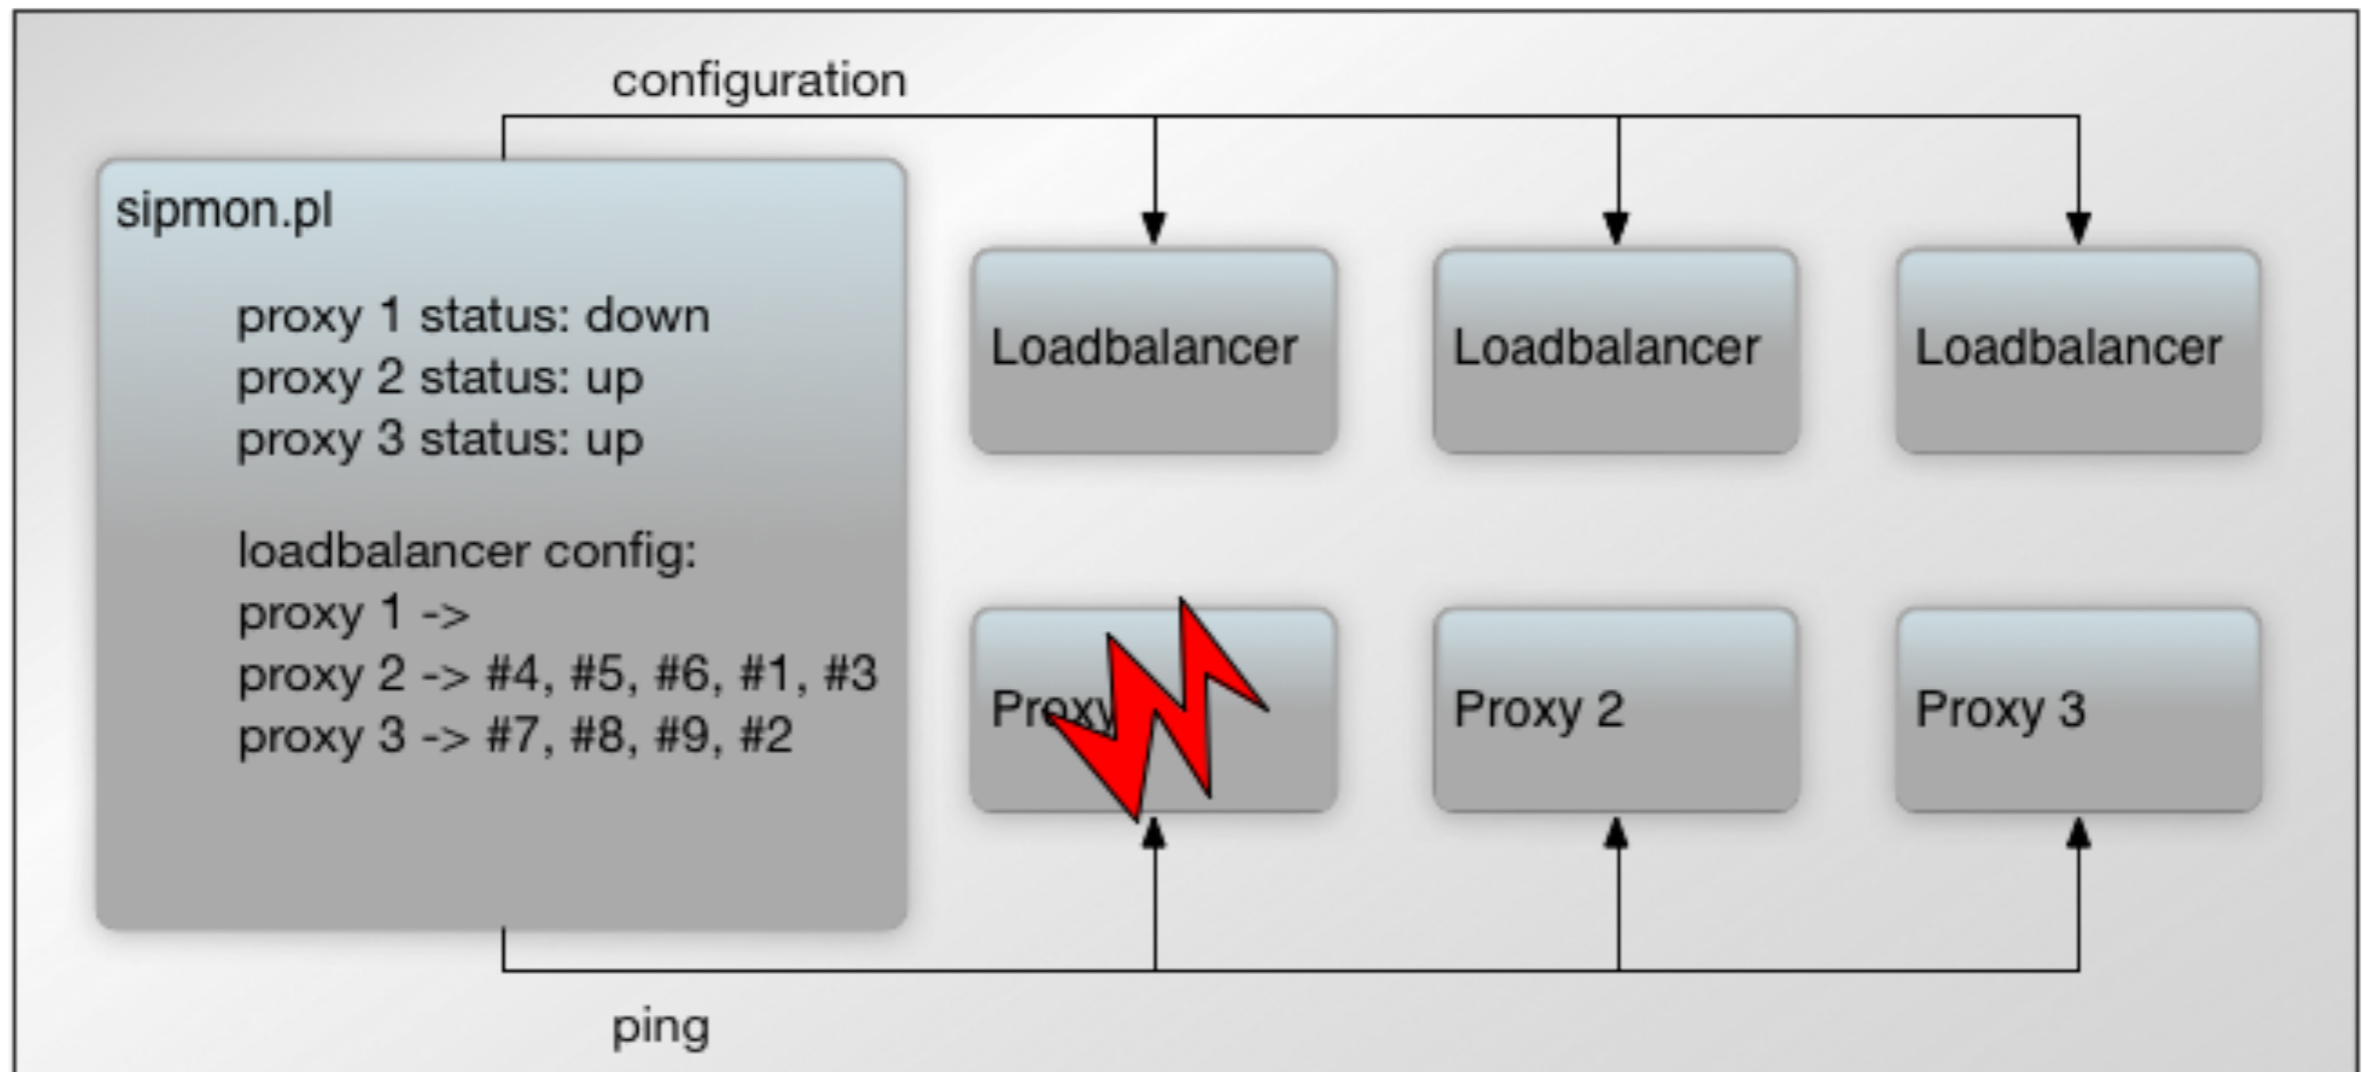 configuration
sipmon.pl
proxy 1 status: down
proxy 2 status: up
proxy 3 status: up
loadbalancer config:
proxy 1 ->
proxy 2 -> #4, #5, #6, #1, #3
proxy 3 -> #7, #8, #9, #2
Loadbalancer
Loadbalancer
Loadbalancer
Proxy
Proxy 2
Proxy 3
ping